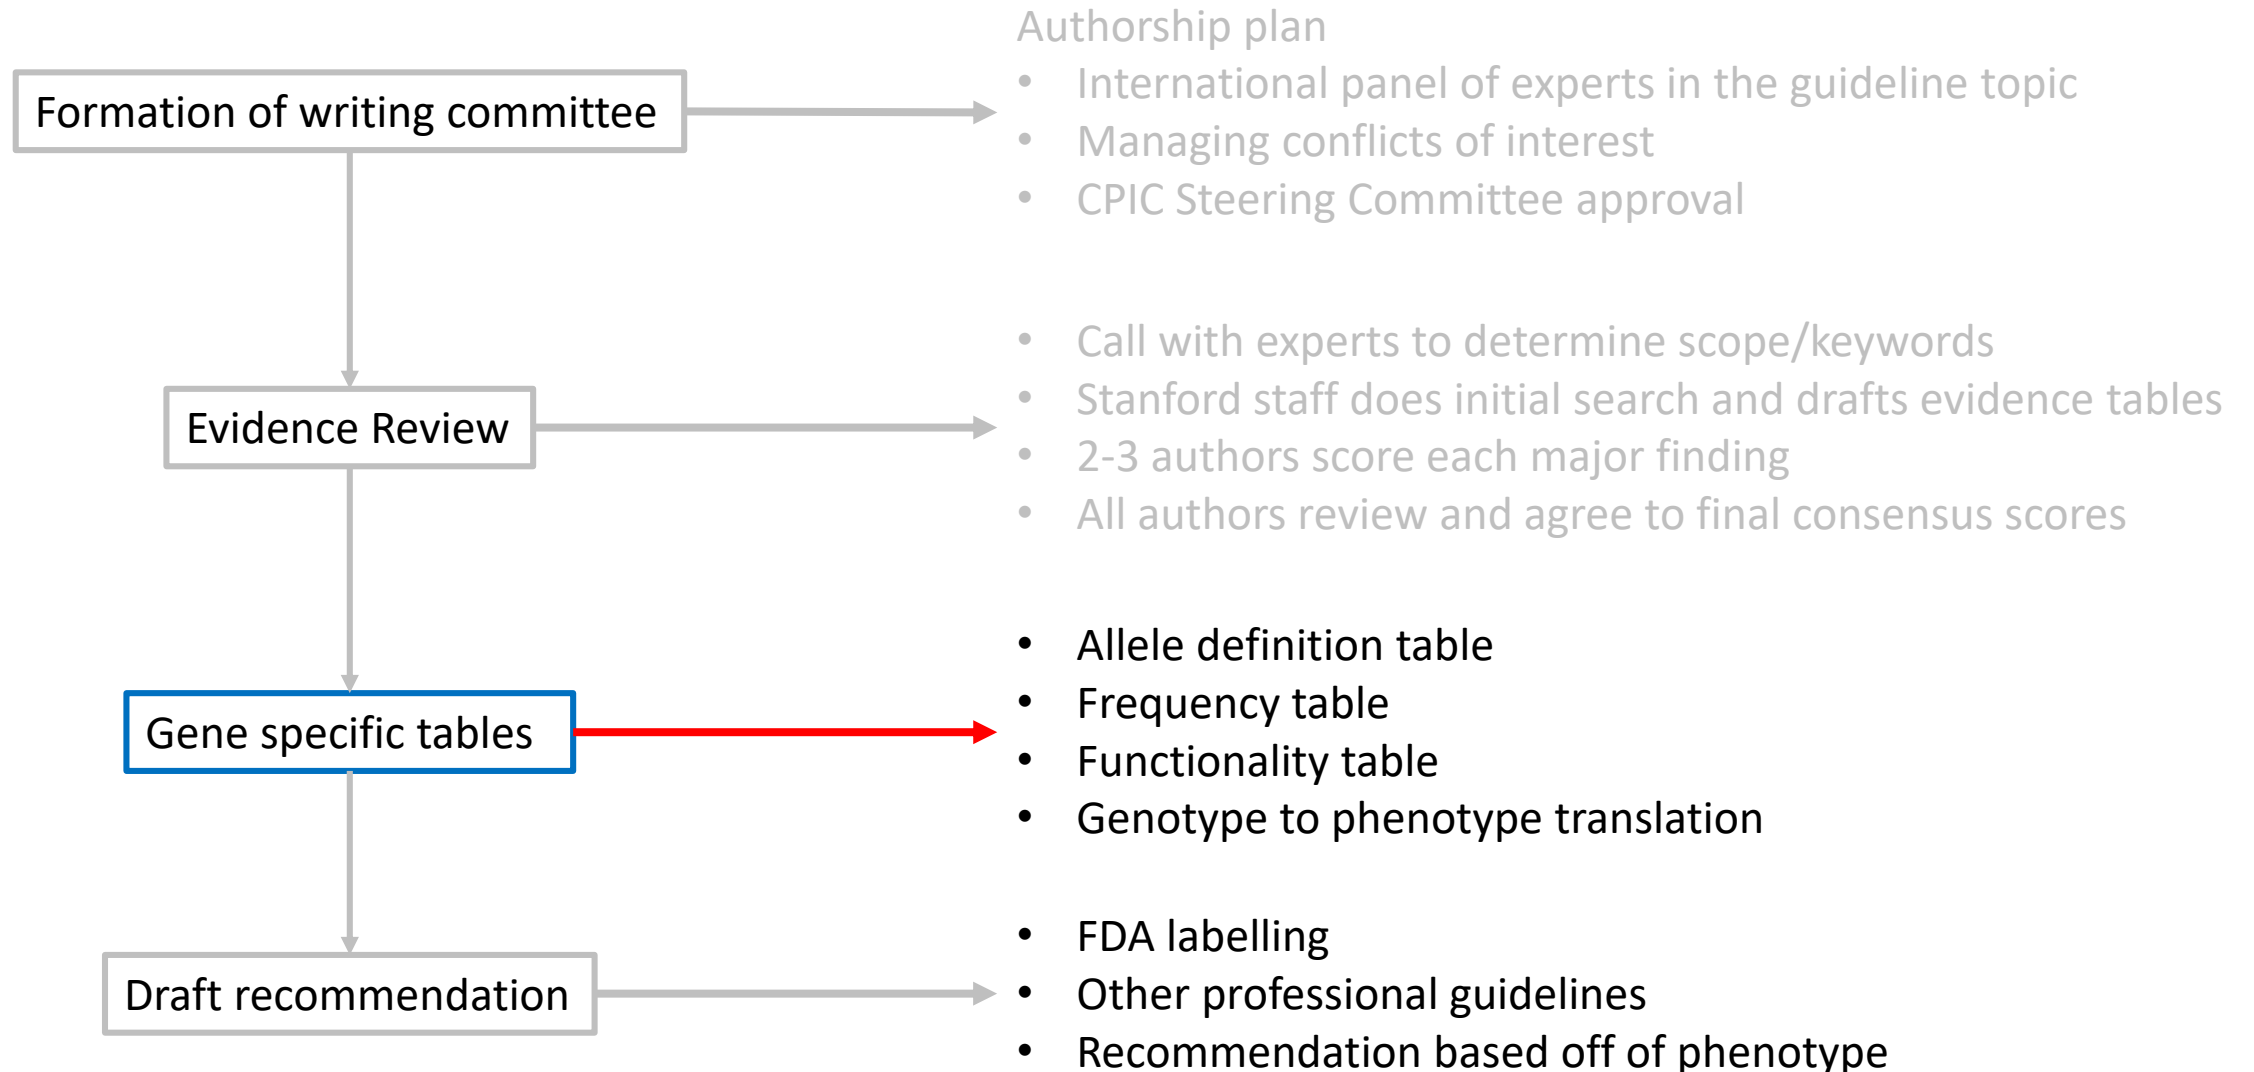 Authorship plan
Formation of writing committee
• International panel of experts in the guideline topic
• Managing conflicts of interest
• CPIC Steering Committee approval
Evidence Review
• Call with experts to determine scope/keywords
• Stanford staff does initial search and drafts evidence tables
• 2-3 authors score each major finding
• All authors review and agree to final consensus scores
Gene specific tables
• Allele definition table
• Frequency table
• Functionality table
• Genotype to phenotype translation
Draft recommendation
• FDA labelling
• Other professional guidelines
• Recommendation based off of phenotype